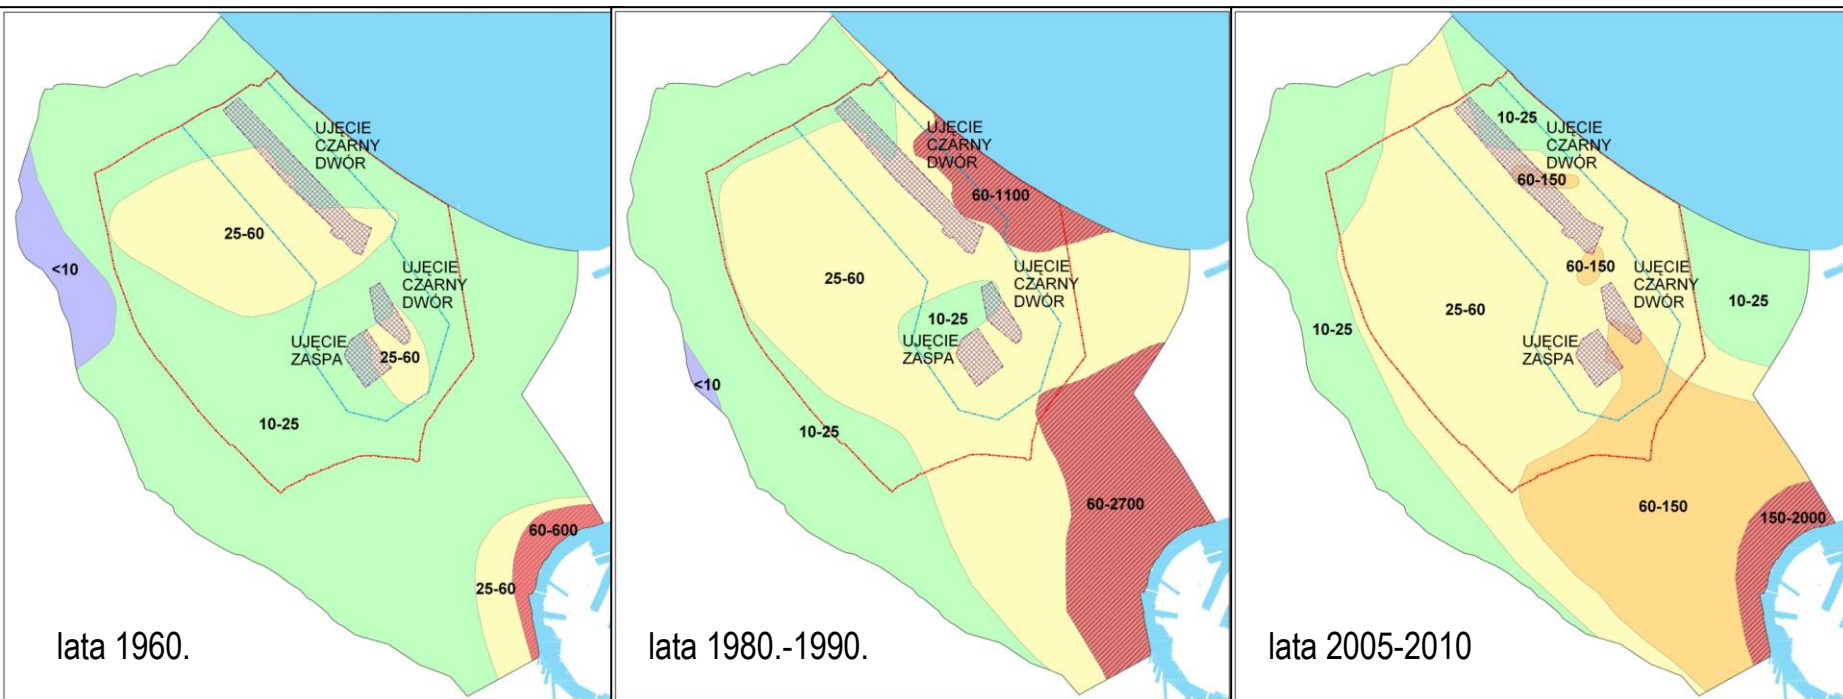 UJĘCIE
CZARNY
DWÓR
25-60
<10
UJĘCIE
CZARNY
DWÓR
UJĘCIE
ZASPA
25-60
10-25
60-600
25-60
lata 1960.
UJĘCIE
CZARNY
DWÓR
60-1100
25-60
UJĘCIE
CZARNY
DWÓR
10-25
UJĘCIE
ZASPA
<10
10-25
60-2700
lata 1980.-1990.
10-25
UJĘCIE
CZARNY
DWÓR
60-150
60-150
UJĘCIE
CZARNY
DWÓR
10-25
25-60
10-25
UJĘCIE
ZASPA
60-150
150-2000
lata 2005-2010